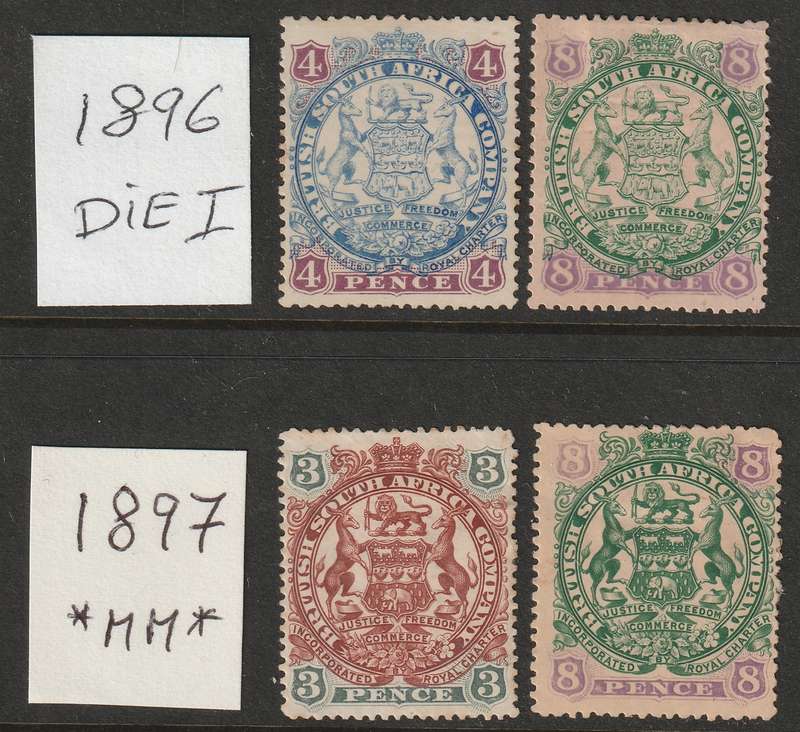 1896
DiE I
4 4
BRITISH SOUTH AFRICA COMPANY
JUSTICE FREEDOM
COMMERCE
INCORPORATED BY ROYAL CHARTER
4 PENCE 4
8 8
BRITISH SOUTH AFRICA COMPANY
JUSTICE FREEDOM
COMMERCE
INCORPORATED BY ROYAL CHARTER
8 PENCE 8
1897
*MM*
3 3
BRITISH SOUTH AFRICA COMPANY
JUSTICE FREEDOM
COMMERCE
INCORPORATED BY ROYAL CHARTER
3 PENCE 3
8 8
BRITISH SOUTH AFRICA COMPANY
JUSTICE FREEDOM
COMMERCE
INCORPORATED BY ROYAL CHARTER
8 PENCE 8